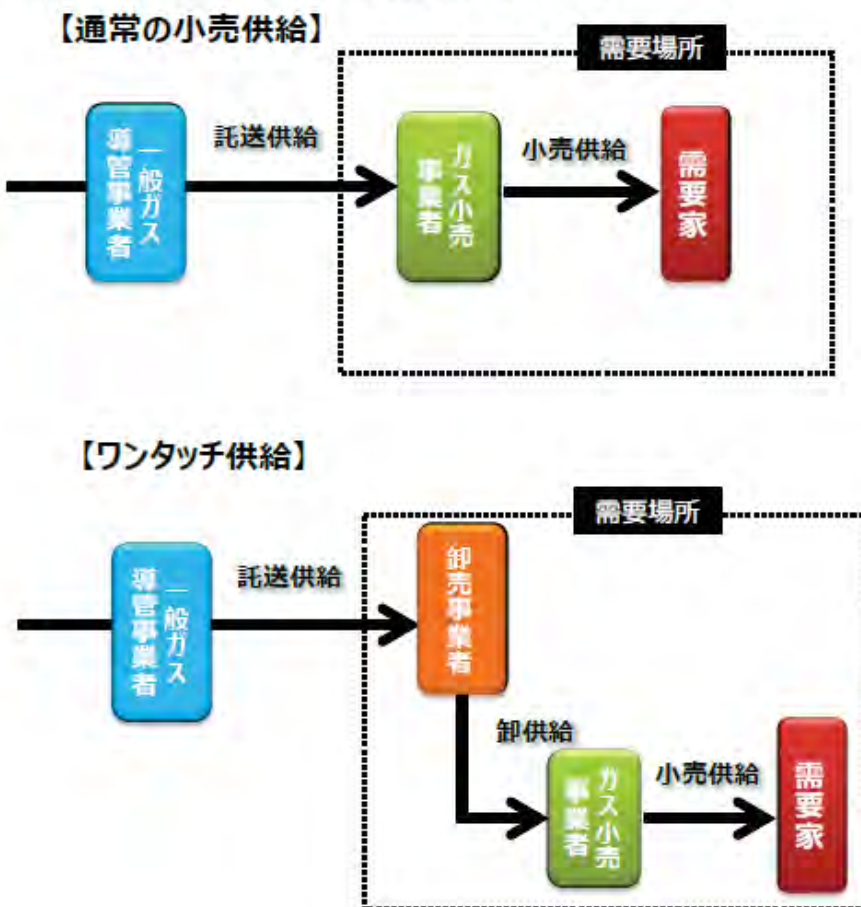 【通常の小売供給】
需要場所
一般ガス
導管事業者
託送供給
ガス小売
事業者
小売供給
需要家
【ワンタッチ供給】
需要場所
一般ガス
導管事業者
託送供給
卸売事業者
卸供給
ガス小売
事業者
小売供給
需要家